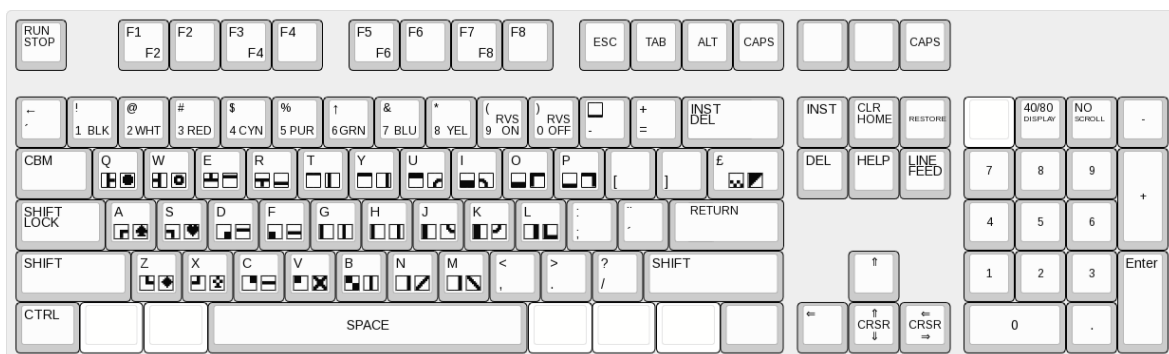 RUN
STOP
F1
F2
F2
F3
F4
F4
F5
F6
F6
F7
F8
F8
ESC
TAB
ALT
CAPS
CAPS
←
´
!
1 BLK
@
2 WHT
#
3 RED
$
4 CYN
%
5 PUR
↑
6 GRN
&
7 BLU
*
8 YEL
(
9 RVS ON
)
0 RVS OFF
-
+
=
INST
DEL
INST
CLR
HOME
RESTORE
40/80
DISPLAY
NO
SCROLL
-
CBM
Q
W
E
R
T
Y
U
I
O
P
[
]
£
DEL
HELP
LINE
FEED
7
8
9
+
SHIFT
LOCK
A
S
D
F
G
H
J
K
L
:
;
¨
´
RETURN
4
5
6
SHIFT
Z
X
C
V
B
N
M
<
,
>
.
?
/
SHIFT
⇑
1
2
3
Enter
CTRL
SPACE
⇐
⇑
CRSR
⇓
⇐
CRSR
⇒
0
.